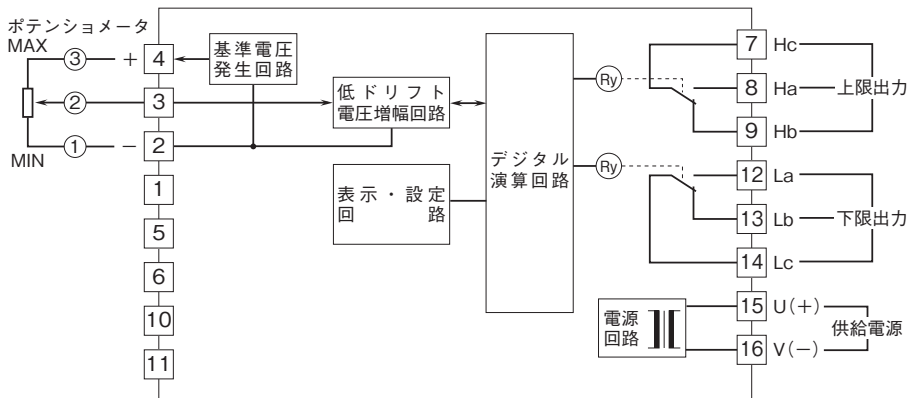 ポテンショメータ
MAX
③
+
4
基準電圧
発生回路
②
3
低ドリフト
電圧増幅回路
①
−
2
MIN
1
5
6
10
11
表示・設定
回 路
デジタル
演算回路
Ry
Ry
7 Hc
8 Ha
上限出力
9 Hb
12 La
13 Lb
下限出力
14 Lc
電源
回路
15 U(+)
供給電源
16 V(−)